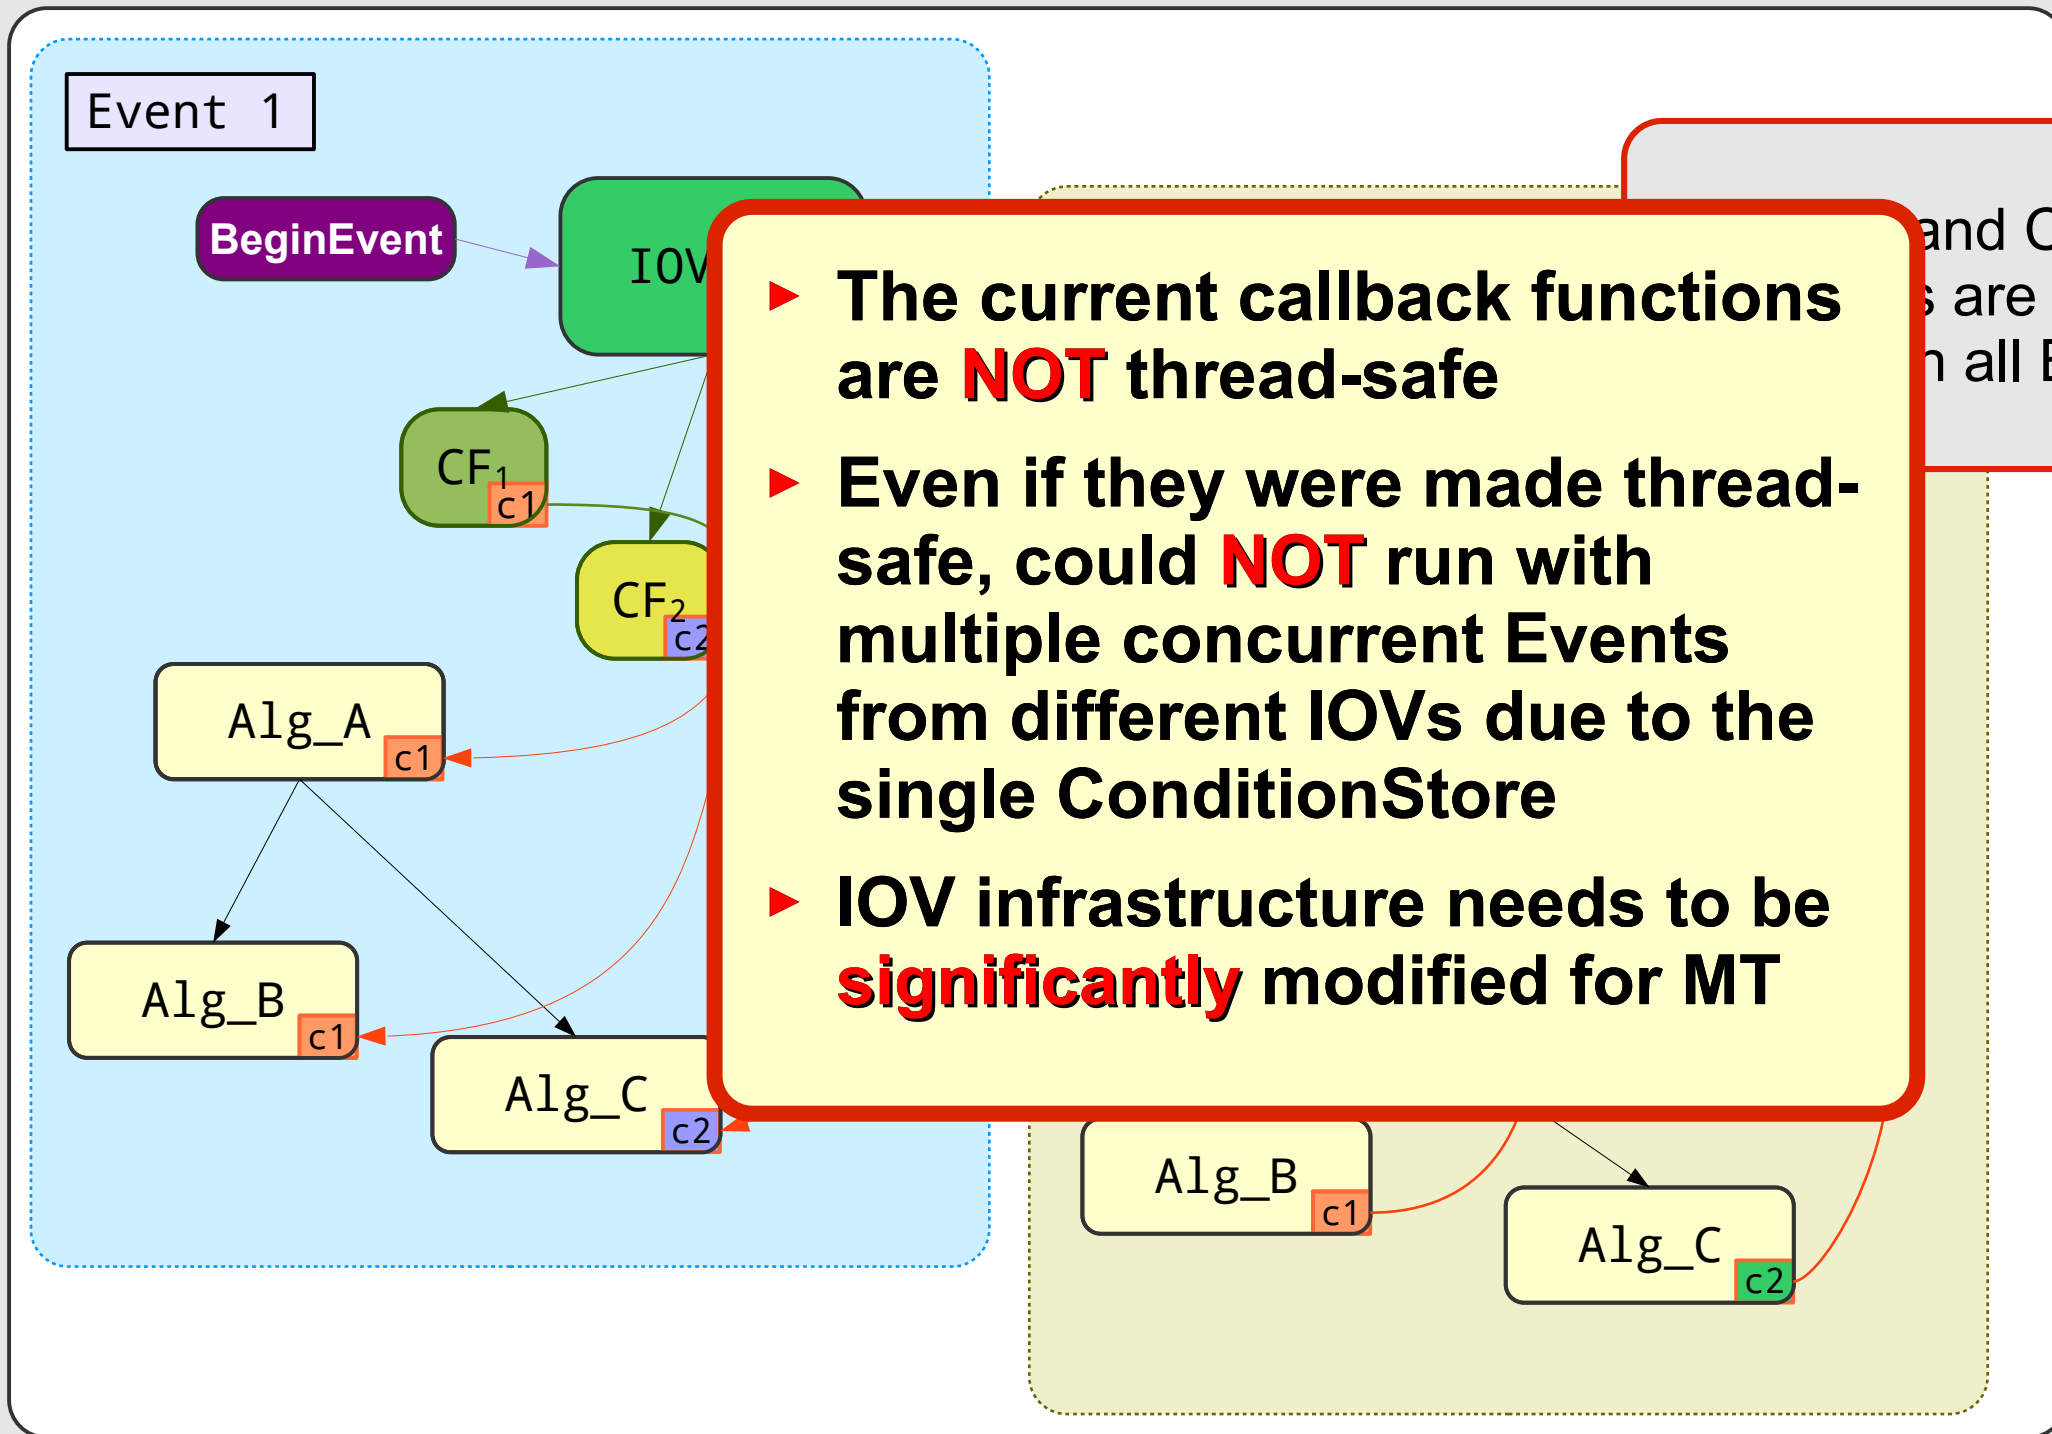 Event 1
BeginEvent
IOV
CF1
c1
CF2
c2
Alg_A
c1
Alg_B
c1
Alg_C
c2
► The current callback functions
are NOT thread-safe
► Even if they were made thread-
safe, could NOT run with
multiple concurrent Events
from different IOVs due to the
single ConditionStore
► IOV infrastructure needs to be
significantly modified for MT
and
are
all
Alg_B
c1
Alg_C
c2